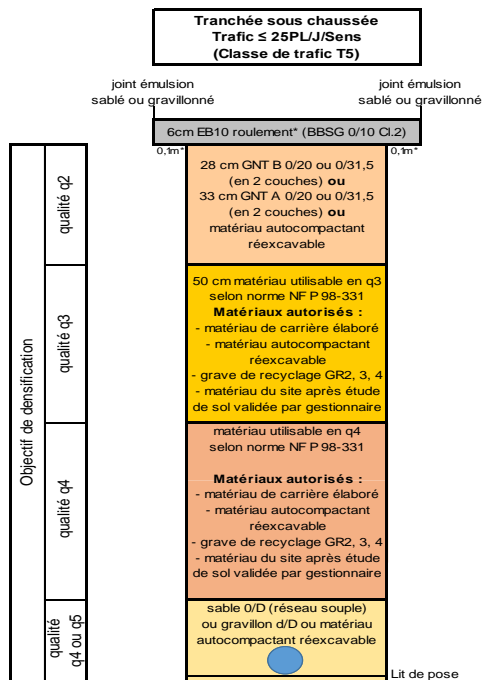 Tranchée sous chaussée
Trafic ≤ 25PL/J/Sens
(Classe de trafic T5)
joint émulsion
sablé ou gravillonné
joint émulsion
sablé ou gravillonné
6cm EB10 roulement* (BBSG 0/10 Cl.2)
0,1m*
0,1m*
Objectif de densification
qualité q2
28 cm GNT B 0/20 ou 0/31,5
(en 2 couches) ou
33 cm GNT A 0/20 ou 0/31,5
(en 2 couches) ou
matériau autocompactant
réexcavable
qualité q3
50 cm matériau utilisable en q3
selon norme NF P 98-331
Matériaux autorisés :
- matériau de carrière élaboré
- matériau autocompactant
réexcavable
- grave de recyclage GR2, 3, 4
- matériau du site après étude
de sol validée par gestionnaire
qualité q4
matériau utilisable en q4
selon norme NF P 98-331
Matériaux autorisés :
- matériau de carrière élaboré
- matériau autocompactant
réexcavable
- grave de recyclage GR2, 3, 4
- matériau du site après étude
de sol validée par gestionnaire
qualité
q4 ou q5
sable 0/D (réseau souple)
ou gravillon d/D ou matériau
autocompactant réexcavable
Lit de pose